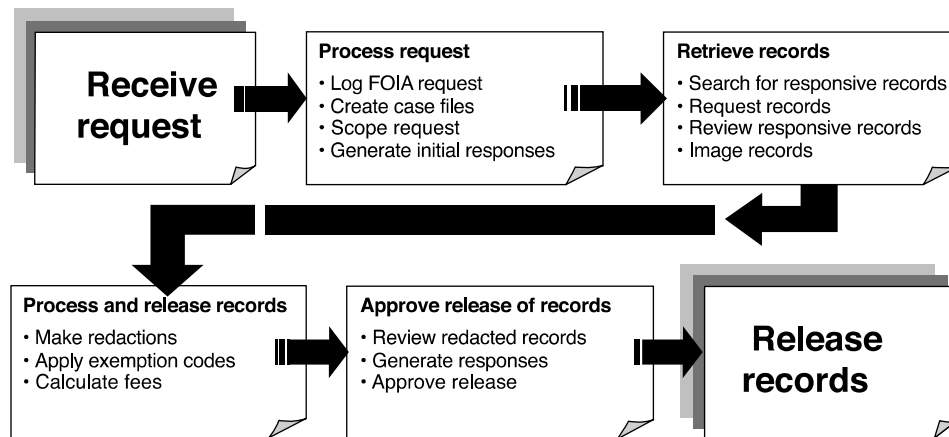 Receive
request
Process request
• Log FOIA request
• Create case files
• Scope request
• Generate initial responses
Retrieve records
• Search for responsive records
• Request records
• Review responsive records
• Image records
Process and release records
• Make redactions
• Apply exemption codes
• Calculate fees
Approve release of records
• Review redacted records
• Generate responses
• Approve release
Release
records